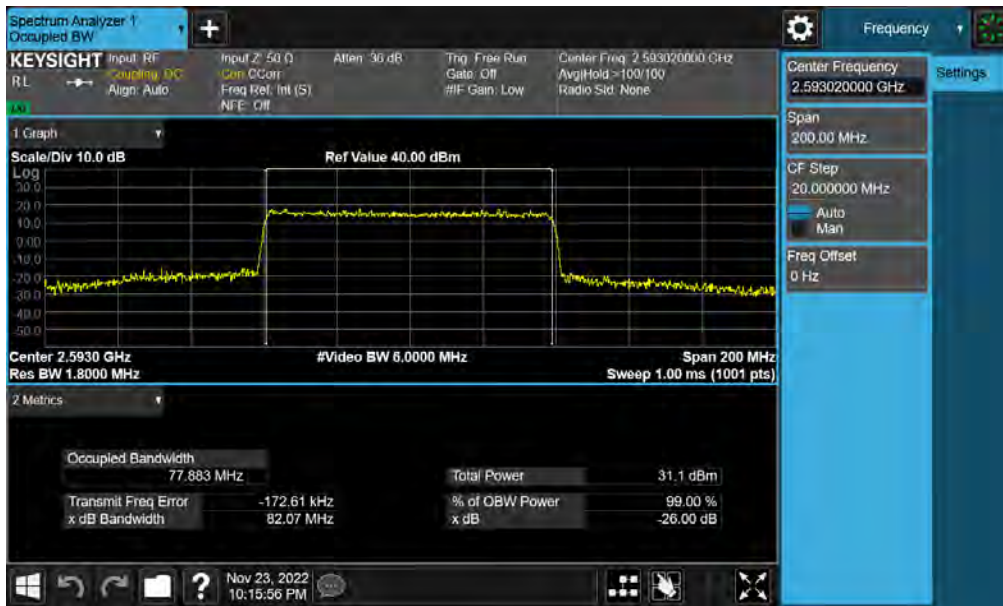 Spectrum Analyzer 1
Occupied BW
+
Frequency
KEYSIGHT Input: RF
RL
Coupling: DC
Align: Auto
Input Z: 50 Ω
Corr CCorr
Freq Ref: Int (S)
NFE: Off
Atten: 36 dB
Trig: Free Run
Gate: Off
#IF Gain: Low
Center Freq: 2.593020000 GHz
Avg|Hold:>100/100
Radio Std: None
Center Frequency
2.593020000 GHz
Settings
Span
200.00 MHz
CF Step
20.000000 MHz
Auto
Man
Freq Offset
0 Hz
1 Graph
Scale/Div 10.0 dB
Ref Value 40.00 dBm
Log
30.0
20.0
10.0
0.00
-10.0
-20.0
-30.0
-40.0
-50.0
Center 2.5930 GHz
#Video BW 6.0000 MHz
Span 200 MHz
Res BW 1.8000 MHz
Sweep 1.00 ms (1001 pts)
2 Metrics
Occupied Bandwidth
77.883 MHz
Total Power 31.1 dBm
Transmit Freq Error -172.61 kHz
% of OBW Power 99.00 %
x dB Bandwidth 82.07 MHz
x dB -26.00 dB
?
Nov 23, 2022
10:15:56 PM